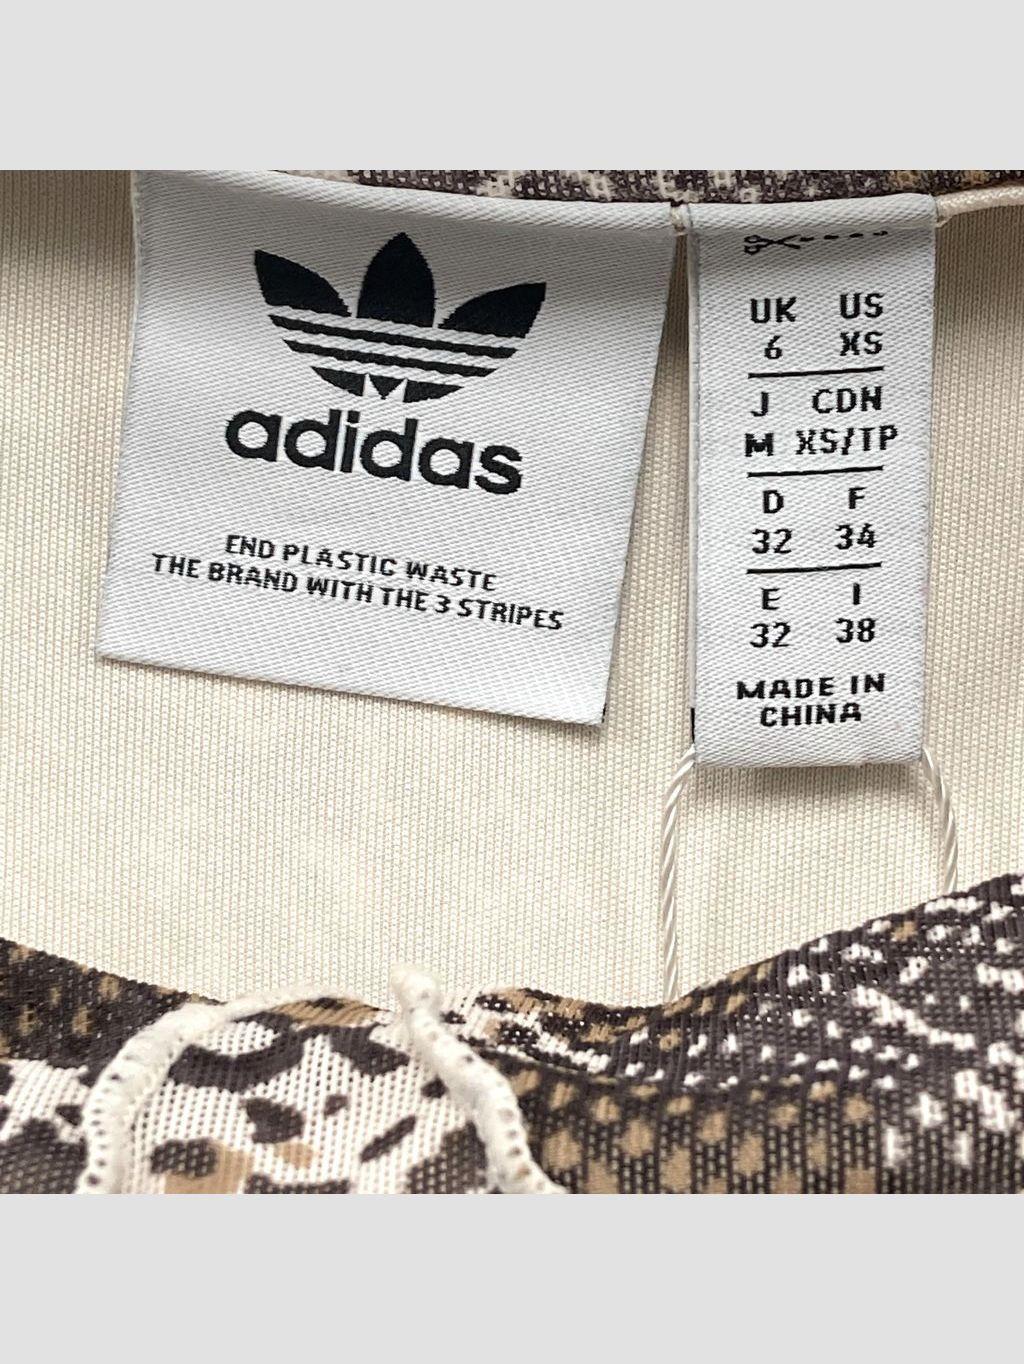 adidas
END PLASTIC WASTE
THE BRAND WITH THE 3 STRIPES
UK US
6 XS
J CDN
M XS/TP
D F
32 34
E I
32 38
MADE IN
CHINA